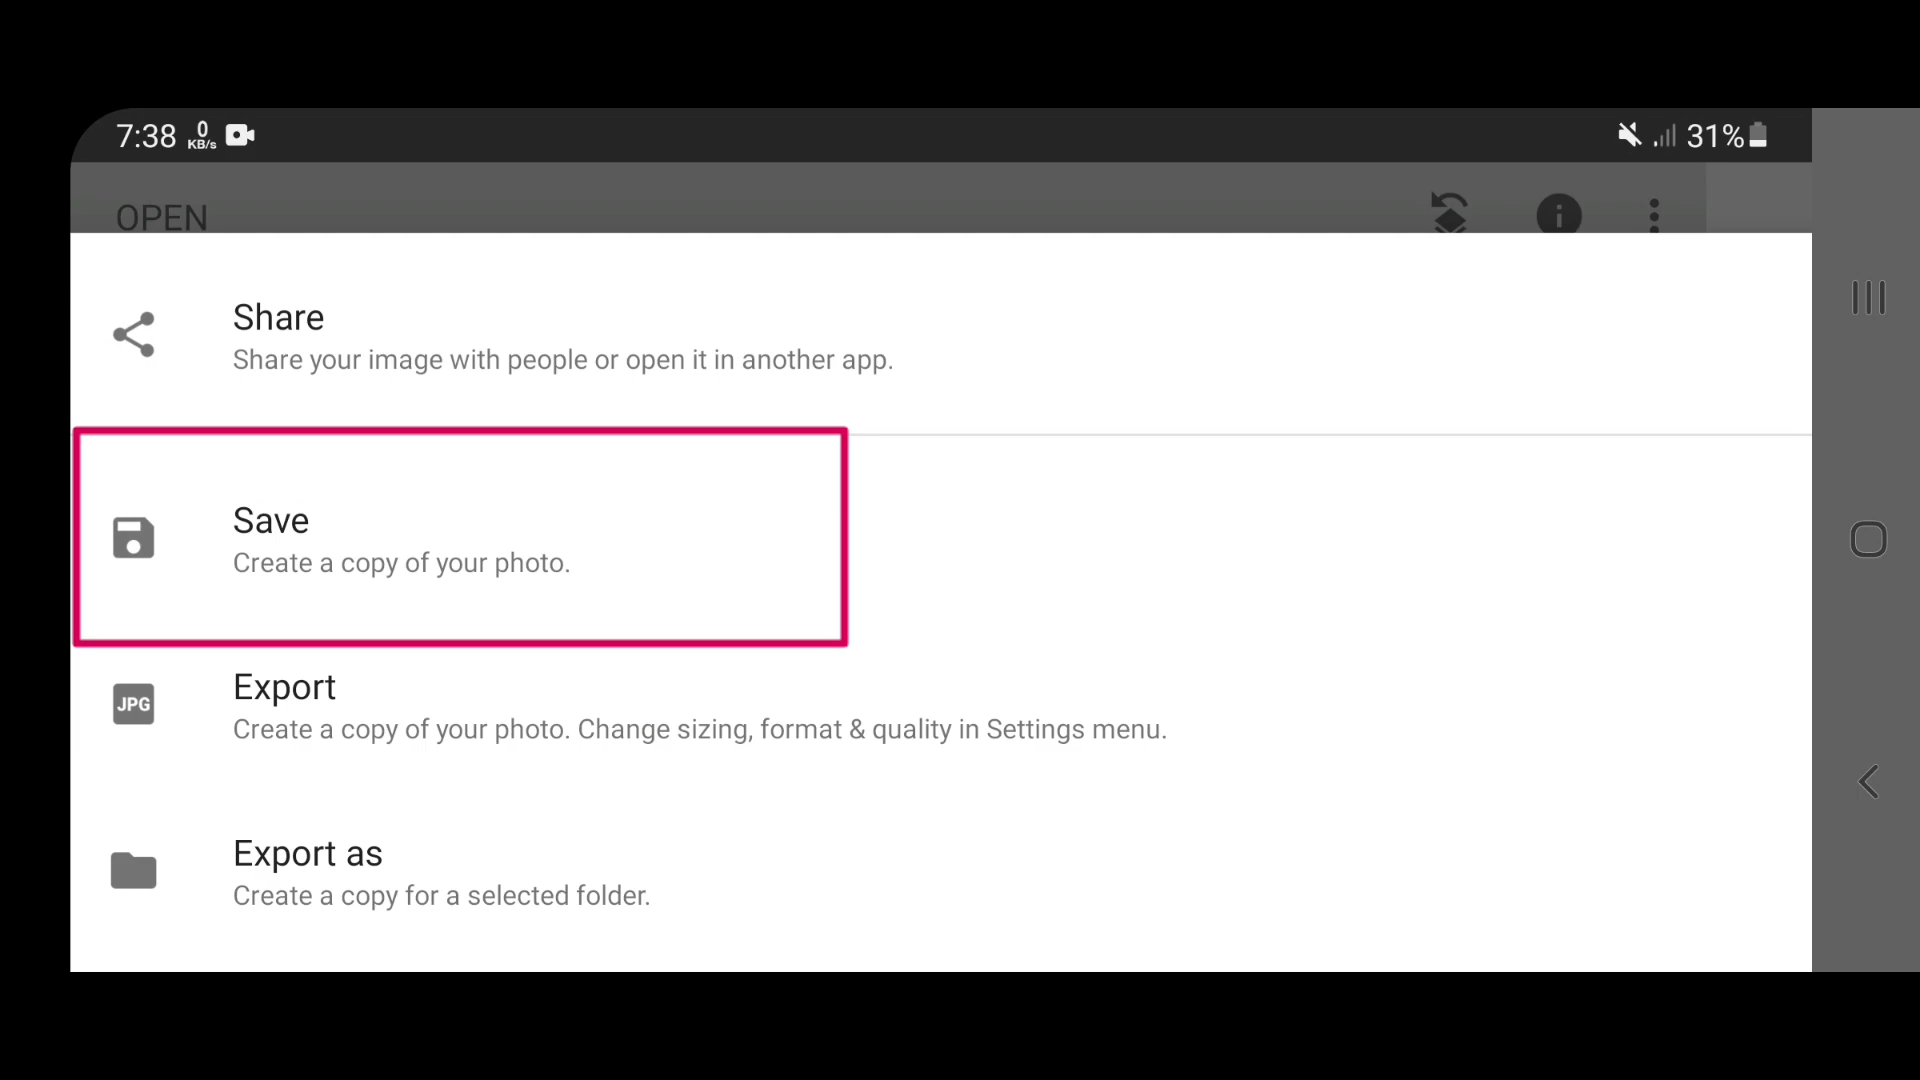 7:38 0 KB/s 31%
OPEN
Share
Share your image with people or open it in another app.
Save
Create a copy of your photo.
JPG Export
Create a copy of your photo. Change sizing, format & quality in Settings menu.
Export as
Create a copy for a selected folder.